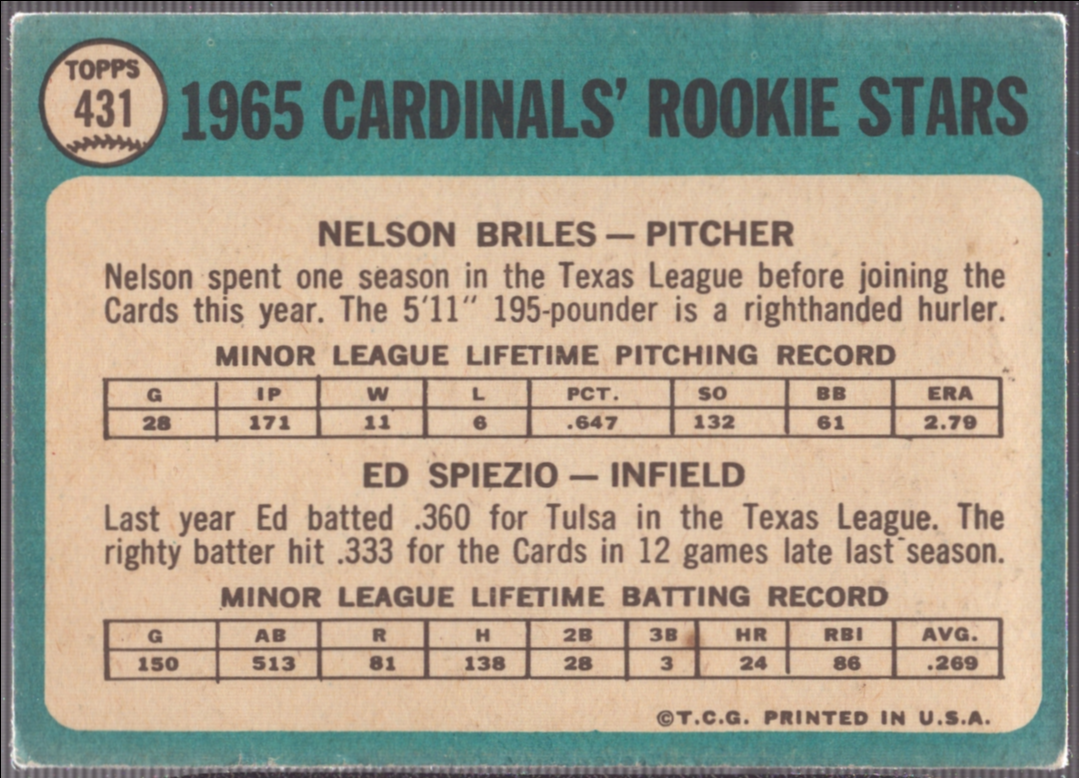 TOPPS
431
1965 CARDINALS' ROOKIE STARS
NELSON BRILES — PITCHER
Nelson spent one season in the Texas League before joining the
Cards this year. The 5'11" 195-pounder is a righthanded hurler.
MINOR LEAGUE LIFETIME PITCHING RECORD
G IP W L PCT. SO BB ERA
28 171 11 6 .647 132 61 2.79
ED SPIEZIO — INFIELD
Last year Ed batted .360 for Tulsa in the Texas League. The
righty batter hit .333 for the Cards in 12 games late last season.
MINOR LEAGUE LIFETIME BATTING RECORD
G AB R H 2B 3B HR RBI AVG.
150 513 81 138 28 3 24 86 .269
©T.C.G. PRINTED IN U.S.A.